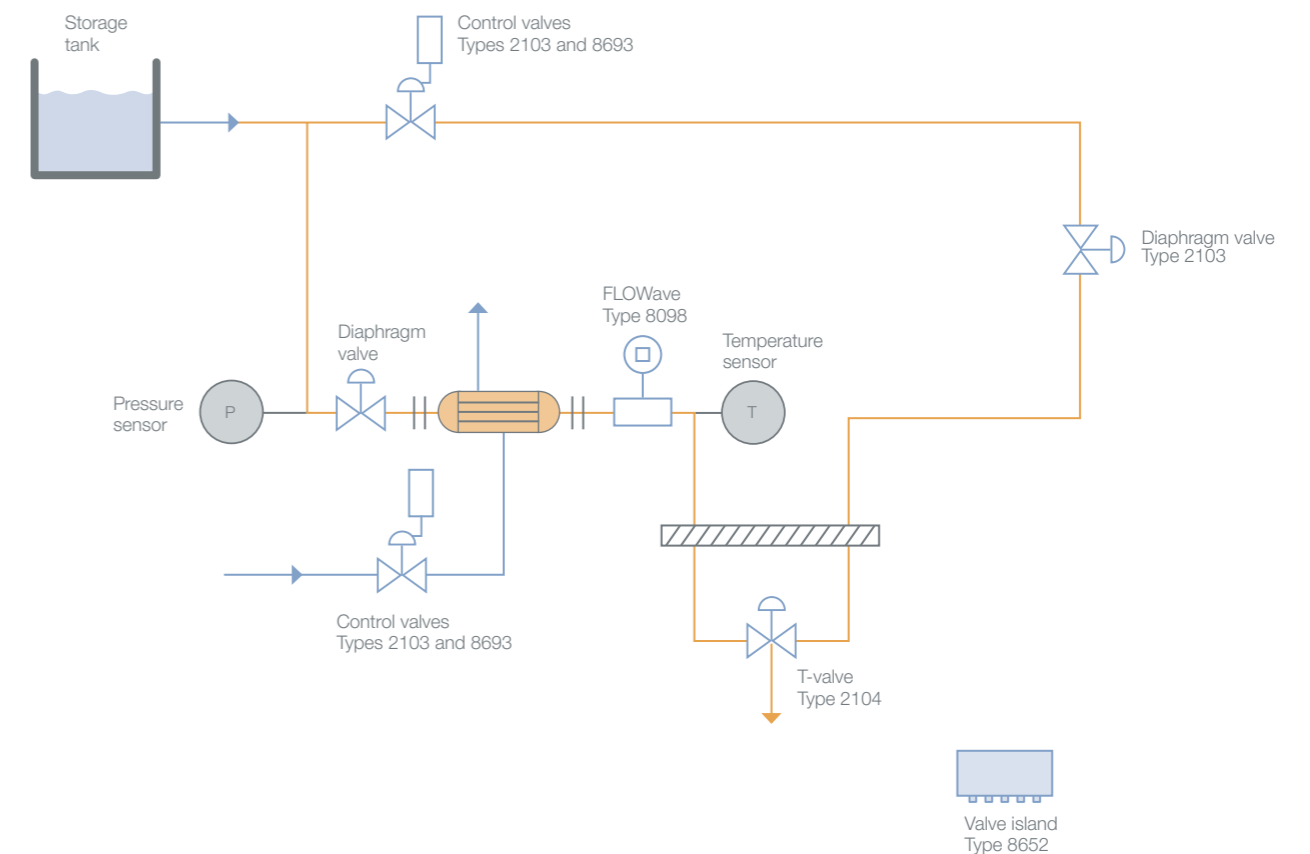 Storage
tank
Control valves
Types 2103 and 8693
Diaphragm valve
Type 2103
FLOWave
Type 8098
Diaphragm
valve
Temperature
sensor
Pressure
sensor
P
T
Control valves
Types 2103 and 8693
T-valve
Type 2104
Valve island
Type 8652